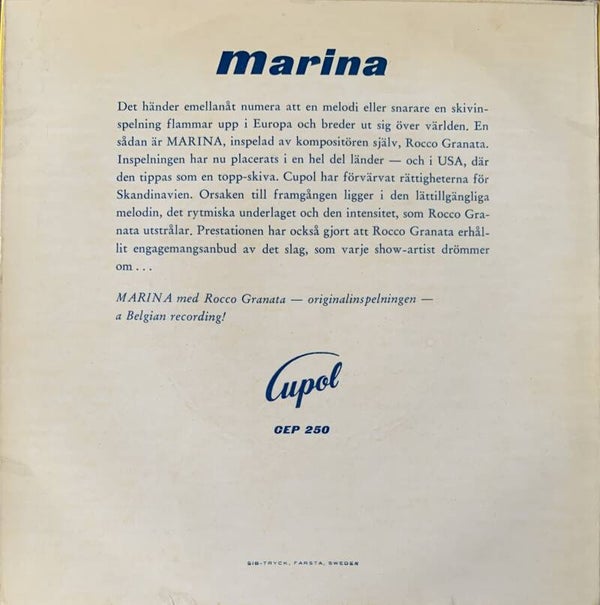 marina
Det händer emellanåt numera att en melodi eller snarare en skivin-
spelning flammar upp i Europa och breder ut sig över världen. En
sådan är MARINA, inspelad av kompositören själv, Rocco Granata.
Inspelningen har nu placerats i en hel del länder — och i USA, där
den tippas som en topp-skiva. Cupol har förvärvat rättigheterna för
Skandinavien. Orsaken till framgången ligger i den lättillgängliga
melodin, det rytmiska underlaget och den intensitet, som Rocco Gra-
nata utstrålar. Prestationen har också gjort att Rocco Granata erhål-
lit engagemangsanbud av det slag, som varje show-artist drömmer
om . . .
MARINA med Rocco Granata — originalinspelningen —
a Belgian recording!
Cupol
CEP 250
SIB-TRYCK, FARSTA, SWEDEN